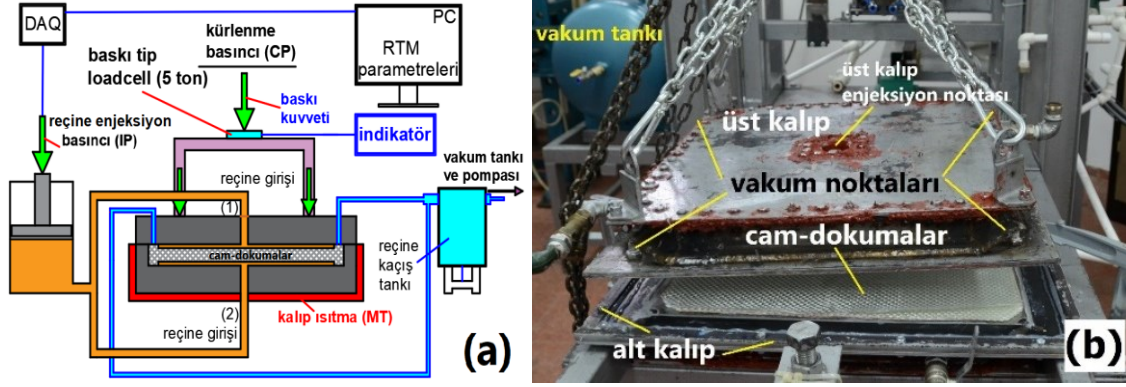 DAQ
PC
RTM
parametreleri
kürlenme
basıncı (CP)
baskı tip
loadcell (5 ton)
baskı
kuvveti
indikatör
reçine enjeksiyon
basıncı (IP)
reçine girişi
(1)
vakum tankı
ve pompası
cam-dokumalar
reçine
kaçış
tankı
(2)
reçine girişi
kalıp ısıtma (MT)
(a)
vakum tankı
üst kalıp
enjeksiyon noktası
üst kalıp
vakum noktaları
cam-dokumalar
alt kalıp
(b)